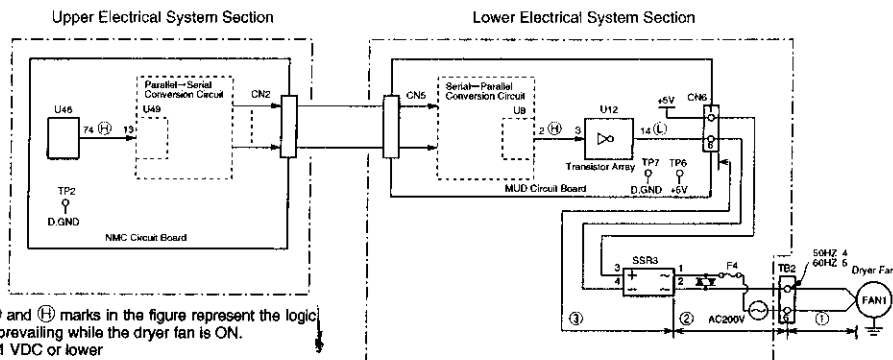 Upper Electrical System Section
Lower Electrical System Section
Parallel→Serial
Conversion Circuit
U49
U46
74 Ⓗ 13
CN2
TP2
D.GND
NMC Circuit Board
CN5
Serial→Parallel
Conversion Circuit
U8
2 Ⓗ 3
U12
14 Ⓛ
Transistor Array
+5V
CN6
6
TP7
D.GND
TP6
+5V
MUD Circuit Board
SSR3
3 + ~ 1
4 − ~ 2
F4
TB2
50HZ 4
60HZ 5
6
Dryer Fan
FAN1
AC200V
③ ② ①
and Ⓗ marks in the figure represent the logic
prevailing while the dryer fan is ON.
1 VDC or lower